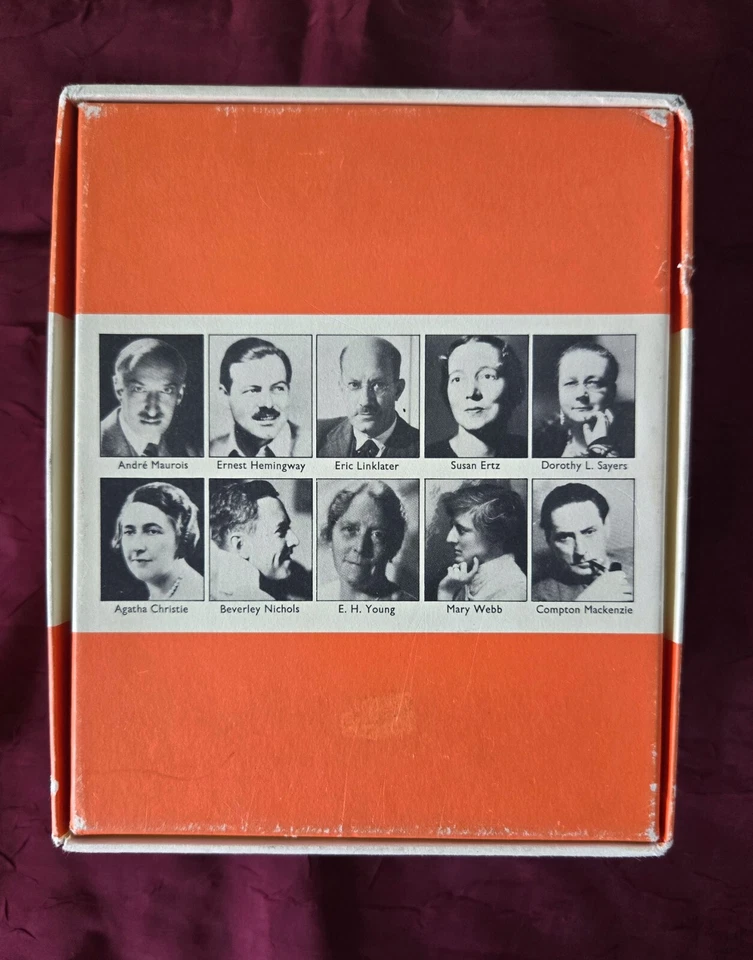 André Maurois Ernest Hemingway Eric Linklater Susan Ertz Dorothy L. Sayers
Agatha Christie Beverley Nichols E. H. Young Mary Webb Compton Mackenzie